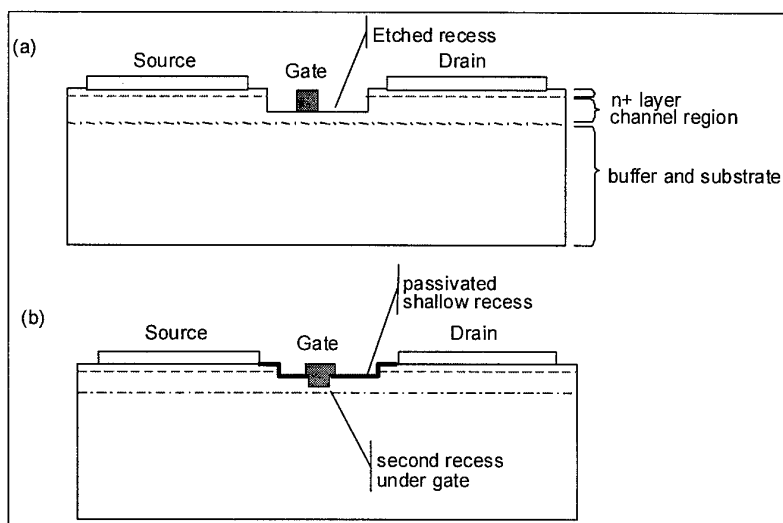 (a)
Etched recess
Source
Gate
Drain
n+ layer
channel region
buffer and substrate
(b)
passivated
shallow recess
Source
Gate
Drain
second recess
under gate